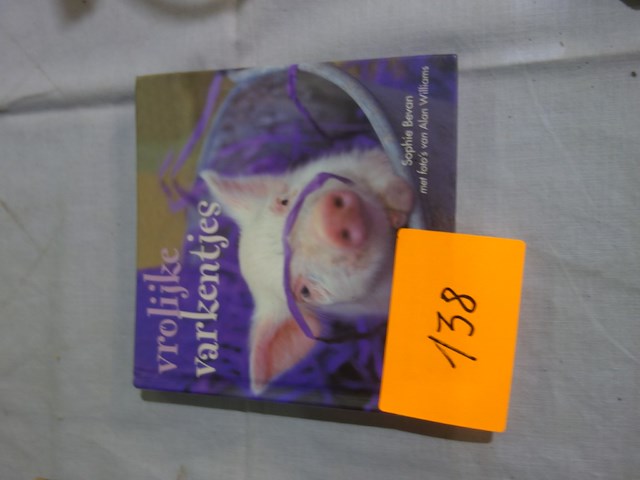 vrolijke
varkentjes
Sophie Bevan
met foto's van Alan Williams
138